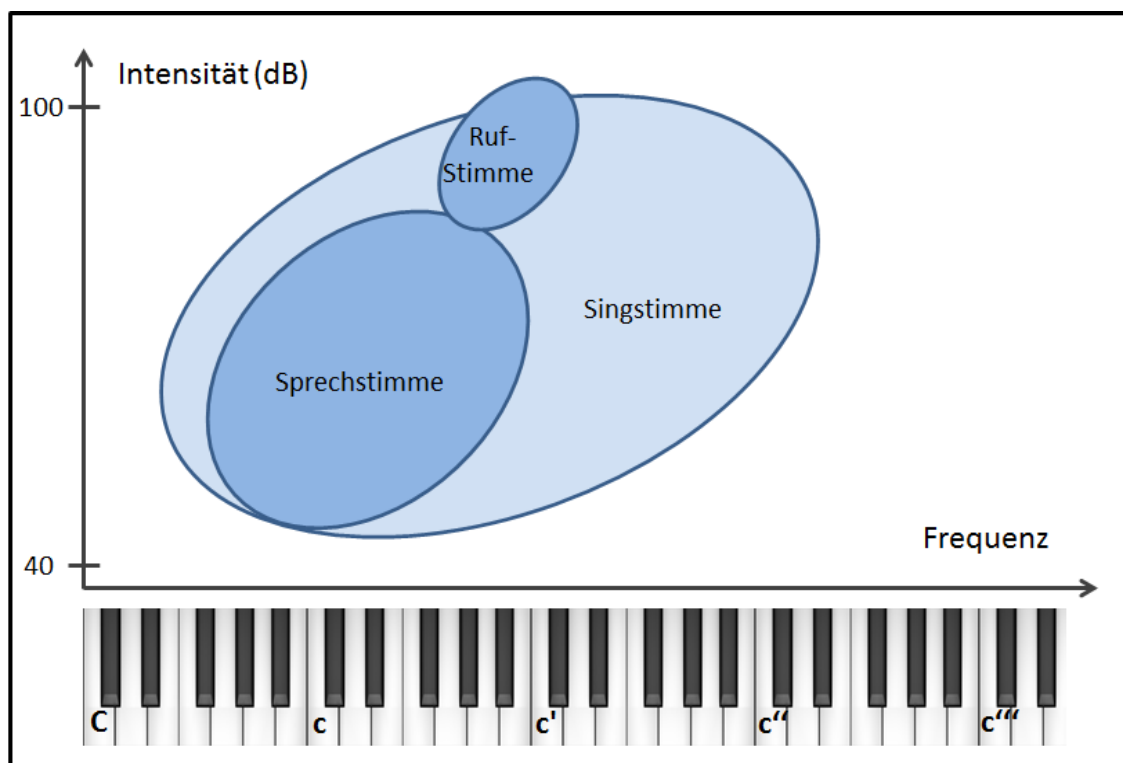 Intensität (dB)
100
Ruf-
Stimme
Singstimme
Sprechstimme
Frequenz
40
C
c
c'
c“
c“‘